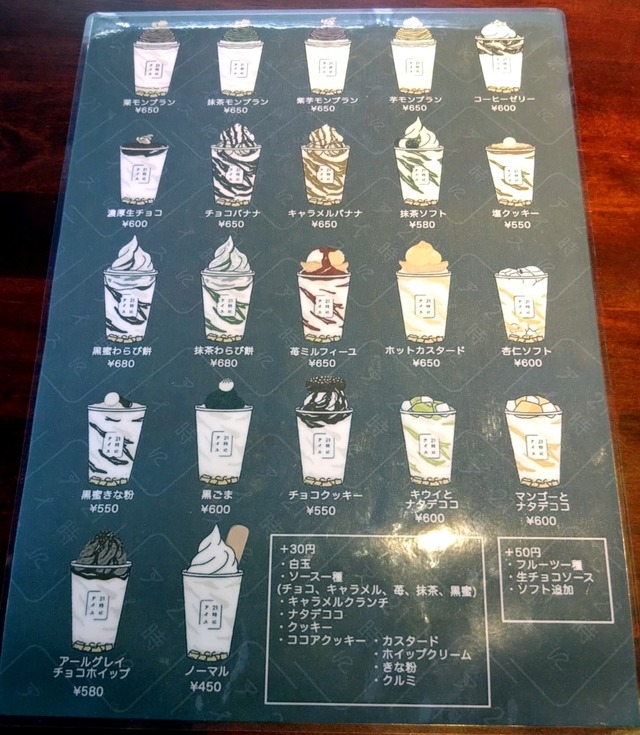 栗モンブラン
¥650
抹茶モンブラン
¥650
紫芋モンブラン
¥650
芋モンブラン
¥650
コーヒーゼリー
¥600
濃厚生チョコ
¥600
チョコバナナ
¥650
キャラメルバナナ
¥650
抹茶ソフト
¥580
塩クッキー
¥550
黒蜜わらび餅
¥680
抹茶わらび餅
¥680
苺ミルフィーユ
¥650
ホットカスタード
¥650
杏仁ソフト
¥600
黒蜜きな粉
¥550
黒ごま
¥600
チョコクッキー
¥550
キウイと
ナタデココ
¥600
マンゴーと
ナタデココ
¥600
アールグレイ
チョコホイップ
¥580
ノーマル
¥450
+30円
・白玉
・ソース一種
(チョコ、キャラメル、苺、抹茶、黒蜜)
・キャラメルクランチ
・ナタデココ
・クッキー
・ココアクッキー
・カスタード
・ホイップクリーム
・きな粉
・クルミ
+50円
・フルーツ一種
・生チョコソース
・ソフト追加